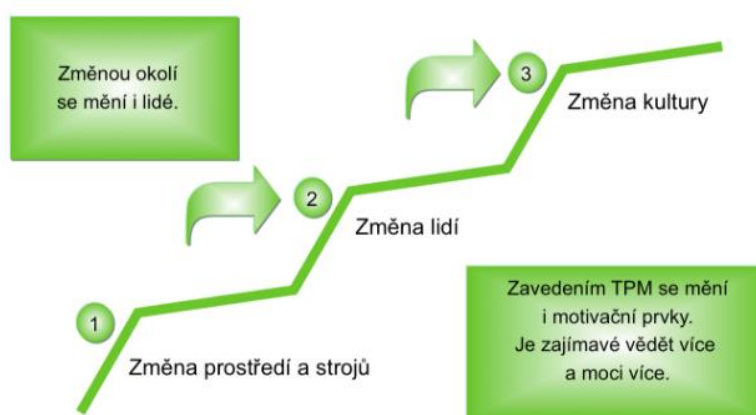 Změnou okolí
se mění i lidé.
3
Změna kultury
2
Změna lidí
1
Změna prostředí a strojů
Zavedením TPM se mění
i motivační prvky.
Je zajímavé vědět více
a moci více.